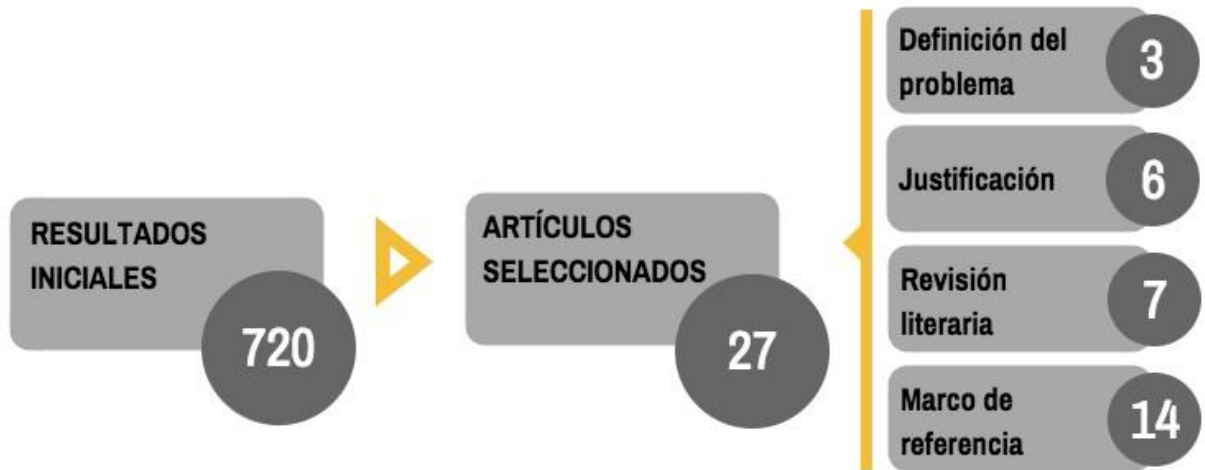 RESULTADOS
INICIALES
720
ARTÍCULOS
SELECCIONADOS
27
Definición del
problema
3
Justificación
6
Revisión
literaria
7
Marco de
referencia
14